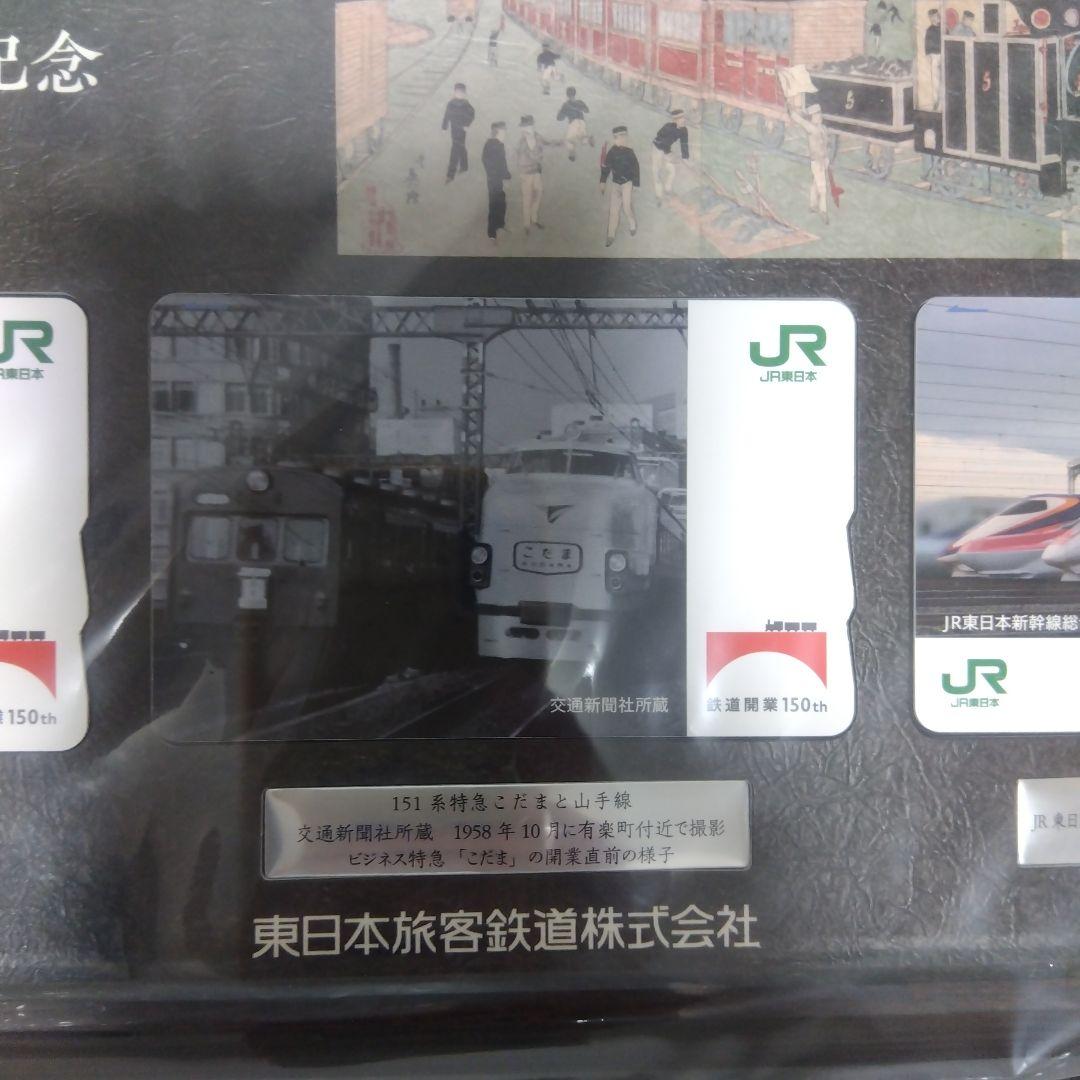 記念
JR
JR東日本
業150th
JR
JR東日本
こだま
交通新聞社所蔵
鉄道開業150th
JR東日本新幹線総
JR
JR東日本
151 系特急こだまと山手線
交通新聞社所蔵　1958 年 10 月に有楽町付近で撮影
ビジネス特急「こだま」の開業直前の様子
JR 東日
東日本旅客鉄道株式会社